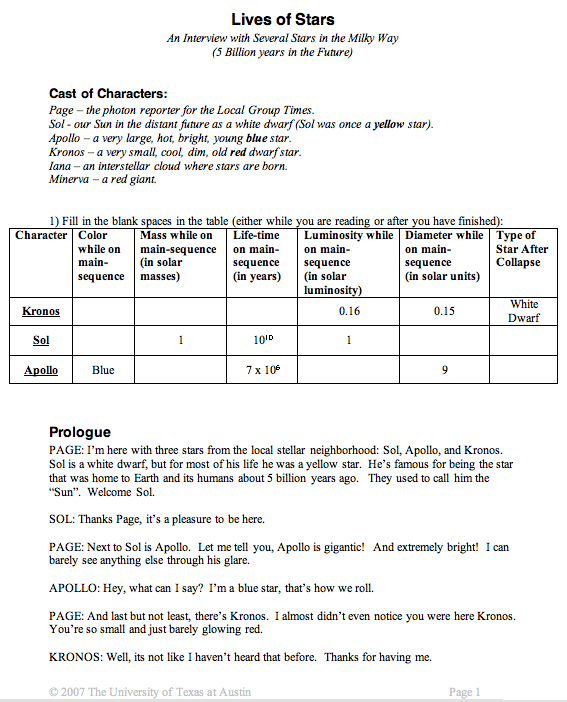 Lives of Stars
An Interview with Several Stars in the Milky Way
(5 Billion years in the Future)
Cast of Characters:
Page – the photon reporter for the Local Group Times.
Sol - our Sun in the distant future as a white dwarf (Sol was once a yellow star).
Apollo – a very large, hot, bright, young blue star.
Kronos – a very small, cool, dim, old red dwarf star.
Iana – an interstellar cloud where stars are born.
Minerva – a red giant.
1) Fill in the blank spaces in the table (either while you are reading or after you have finished):
Character Color while on main-sequence Mass while on main-sequence (in solar masses) Life-time on main-sequence (in years) Luminosity while on main-sequence (in solar luminosity) Diameter while on main-sequence (in solar units) Type of Star After Collapse
Kronos 0.16 0.15 White Dwarf
Sol 1 10¹⁰ 1
Apollo Blue 7 x 10⁶ 9
Prologue
PAGE: I’m here with three stars from the local stellar neighborhood: Sol, Apollo, and Kronos.
Sol is a white dwarf, but for most of his life he was a yellow star. He’s famous for being the star
that was home to Earth and its humans about 5 billion years ago. They used to call him the
“Sun”. Welcome Sol.
SOL: Thanks Page, it’s a pleasure to be here.
PAGE: Next to Sol is Apollo. Let me tell you, Apollo is gigantic! And extremely bright! I can
barely see anything else through his glare.
APOLLO: Hey, what can I say? I’m a blue star, that’s how we roll.
PAGE: And last but not least, there’s Kronos. I almost didn’t even notice you were here Kronos.
You’re so small and just barely glowing red.
KRONOS: Well, its not like I haven’t heard that before. Thanks for having me.
© 2007 The University of Texas at Austin Page 1